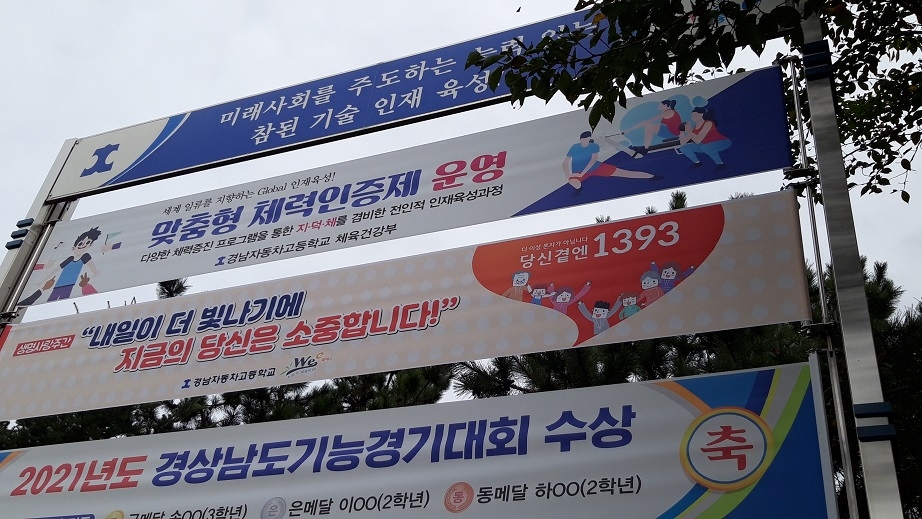 미래사회를 주도하는
참된 기술 인재 육성
세계 일류를 지향하는 Global 인재육성!
맞춤형 체력인증제 운영
다양한 체력증진 프로그램을 통한 지·덕·체를 겸비한 전인적 인재육성과정
경남자동차고등학교 체육건강부
더 이상 혼자가 아닙니다
당신곁엔 1393
생명사랑주간
“내일이 더 빛나기에
지금의 당신은 소중합니다!”
경남자동차고등학교 We
2021년도 경상남도기능경기대회 수상
축
은 은메달 이OO(2학년) 동 동메달 하OO(2학년)